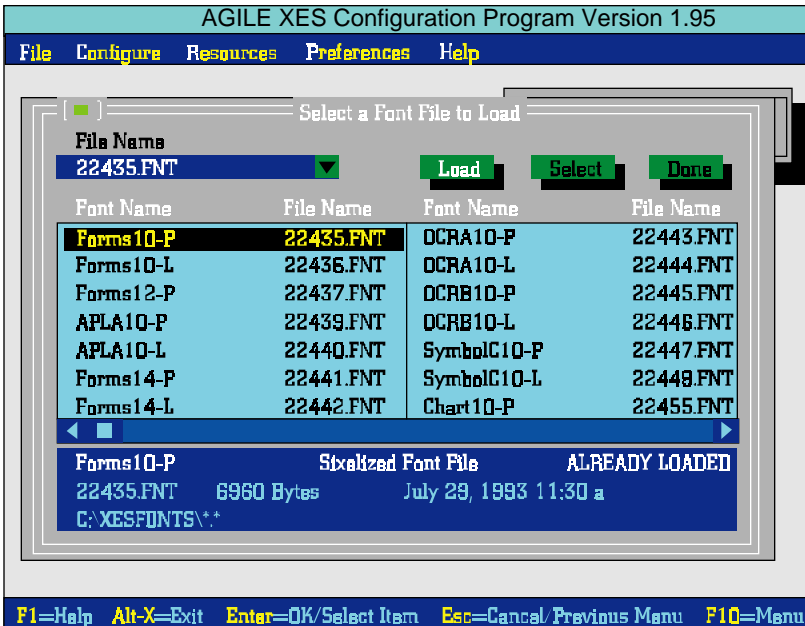 AGILE XES Configuration Program Version 1.95
File Configure Resources Preferences Help
Select a Font File to Load
File Name
22435.FNT Load Select Done
Font Name File Name Font Name File Name
Forms10-P 22435.FNT OCRA10-P 22443.FNT
Forms10-L 22436.FNT OCRA10-L 22444.FNT
Forms12-P 22437.FNT OCRB10-P 22445.FNT
APLA10-P 22439.FNT OCRB10-L 22446.FNT
APLA10-L 22440.FNT SymbolC10-P 22447.FNT
Forms14-P 22441.FNT SymbolC10-L 22449.FNT
Forms14-L 22442.FNT Chart10-P 22455.FNT
Forms10-P Sixelized Font File ALREADY LOADED
22435.FNT 6960 Bytes July 29, 1993 11:30 a
C:\XESFONTS\*.*
F1=Help Alt-X=Exit Enter=OK/Select Item Esc=Cancel/Previous Menu F10=Menu